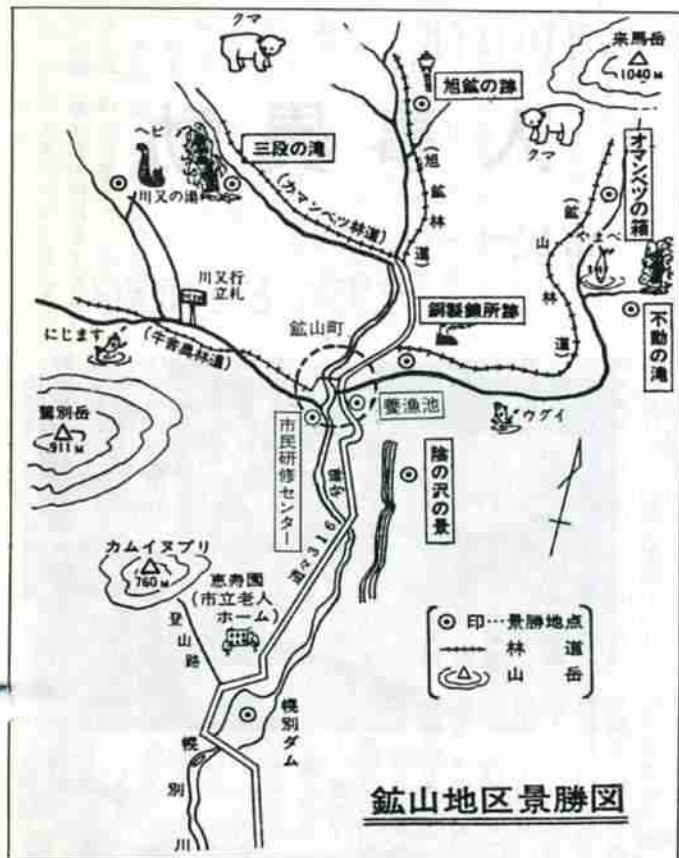 クマ
来馬岳
1040M
旭鉱の跡
クマ
ヘビ
三段の滝
川又の湯
(カマンベツ林道)
(旭鉱林道)
オマンベツの箱
(鉱山林道)
やまべ
川又行
立札
鉱山町
銅製錬所跡
不動の滝
にじます
養漁池
ウグイ
鷲別岳
911M
市民研修センター
陰の沢の景
道々316号線
カムイヌプリ
760M
恵寿園
(市立老人
ホーム)
登山路
◎印…景勝地点
林道
山岳
幌別ダム
幌別川
鉱山地区景勝図